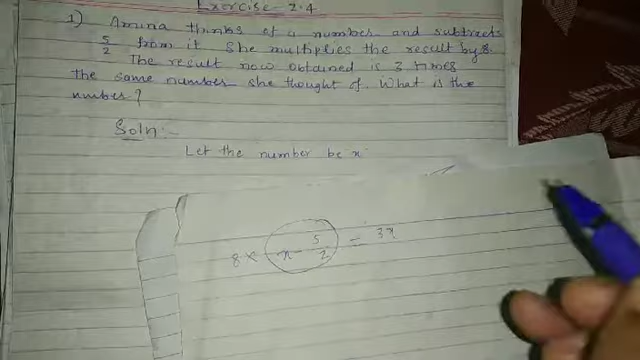 Exercise-2.4
1) Amina thinks of a number and subtracts
5/2 from it She multiplies the result by 8.
The result now obtained is 3 times
the same number she thought of. What is the
number?
Soln:-
Let the number be x
8 × x - 5/2 = 3x